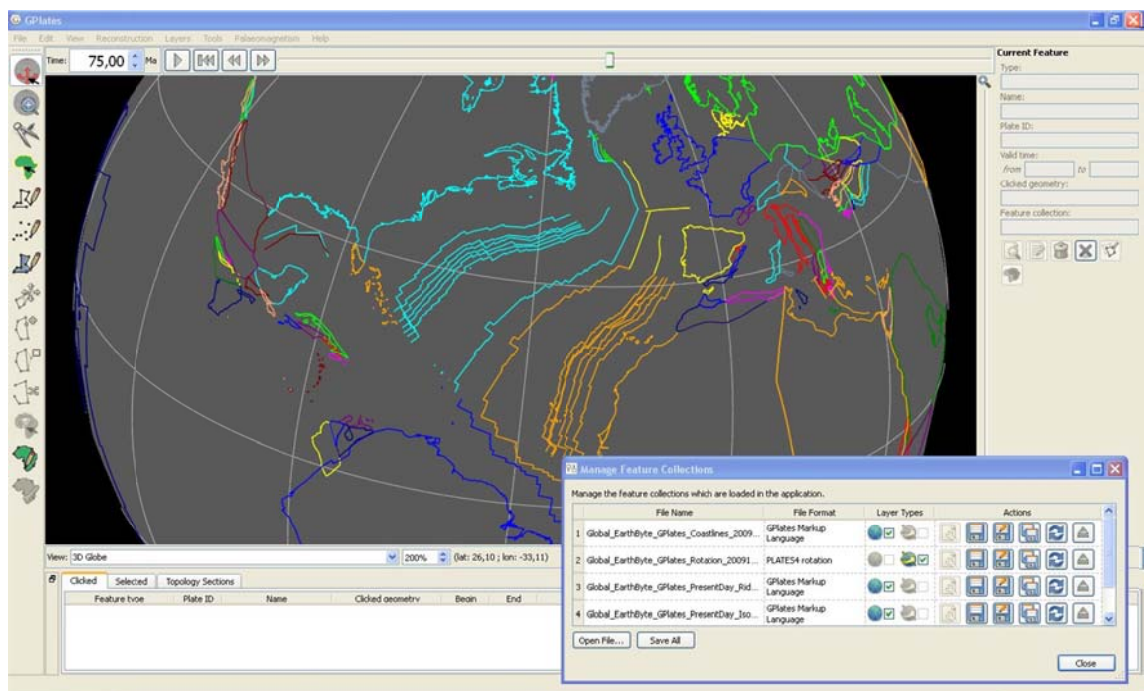 GPlates
File Edit View Reconstruction Layers Tools Palaeomagnetism Help
Time: 75,00 Ma
Current Feature
Type:
Name:
Plate ID:
Valid time:
from to
Clicked geometry:
Feature collection:
View: 3D Globe 200% (lat: 26,10 ; lon: -33,11)
Clicked Selected Topology Sections
Feature type Plate ID Name Clicked geometry Begin End
Manage Feature Collections
Manage the feature collections which are loaded in the application.
File Name File Format Layer Types Actions
1 Global_EarthByte_GPlates_Coastlines_2009... GPlates Markup Language
2 Global_EarthByte_GPlates_Rotation_20091... PLATES4 rotation
3 Global_EarthByte_GPlates_PresentDay_Rid... GPlates Markup Language
4 Global_EarthByte_GPlates_PresentDay_Iso... GPlates Markup Language
Open File... Save All
Close